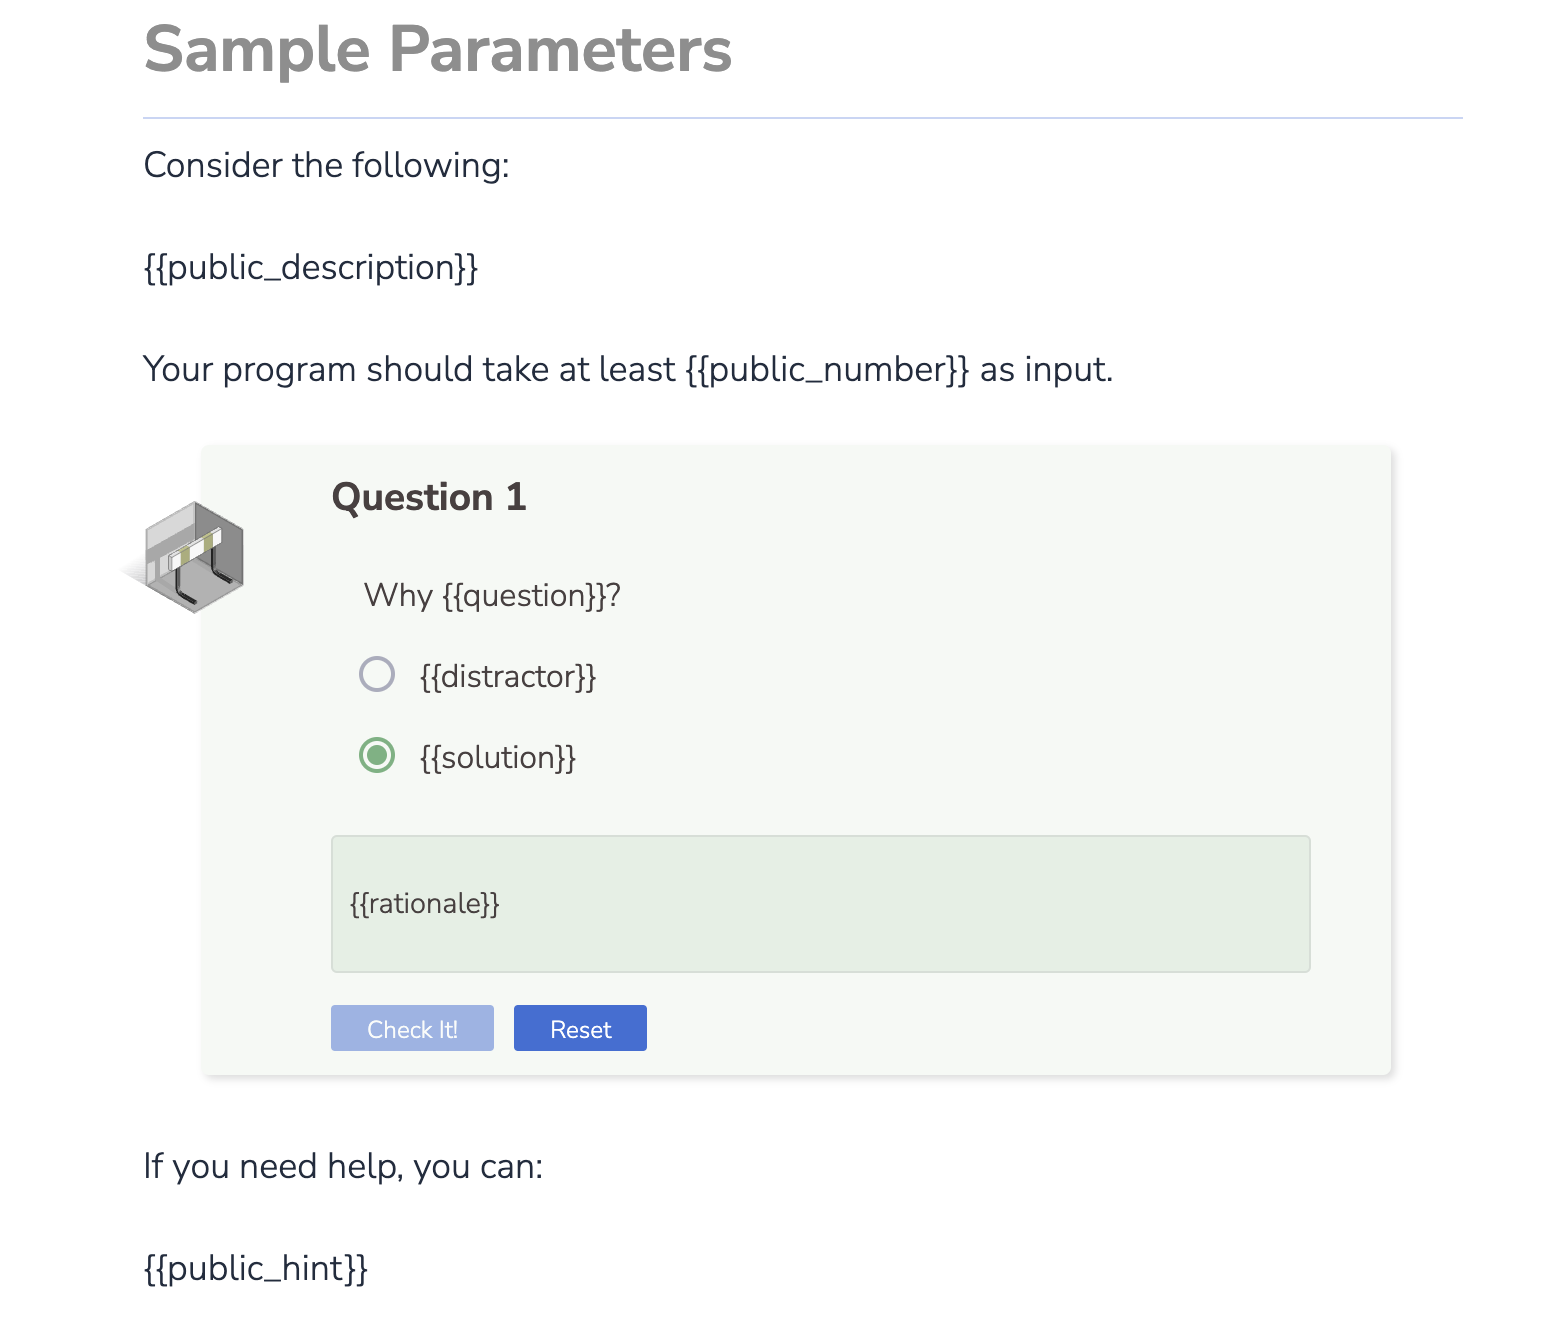 Sample Parameters
Consider the following:
{{public_description}}
Your program should take at least {{public_number}} as input.
Question 1
Why {{question}}?
{{distractor}}
{{solution}}
{{rationale}}
Check It!
Reset
If you need help, you can:
{{public_hint}}